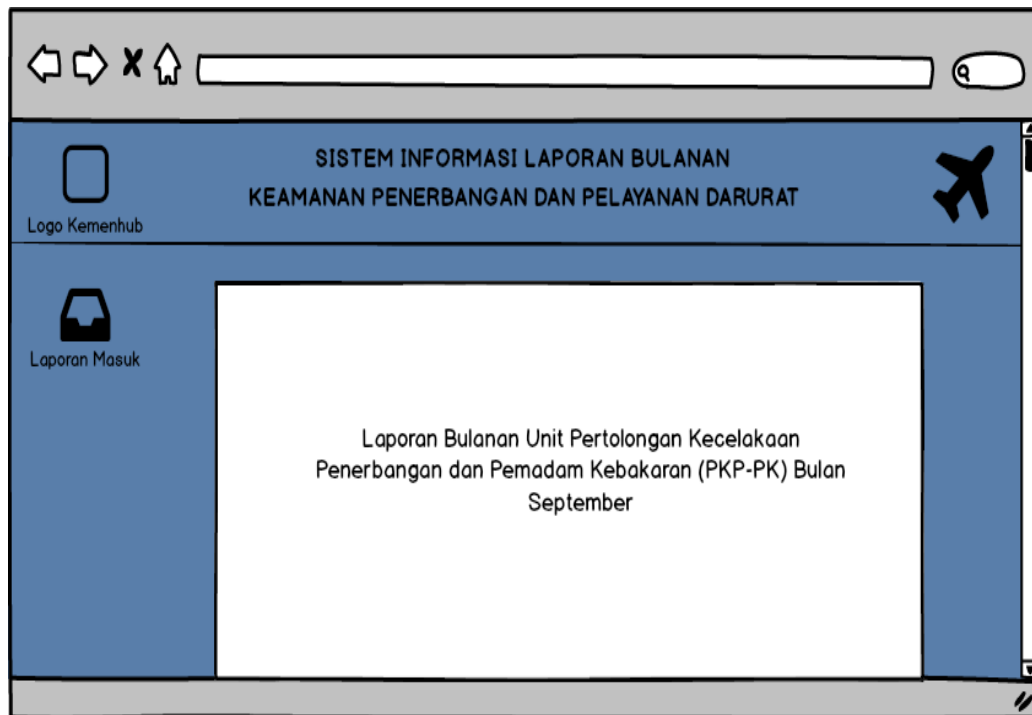 SISTEM INFORMASI LAPORAN BULANAN
KEAMANAN PENERBANGAN DAN PELAYANAN DARURAT
Logo Kemenhub
Laporan Masuk
Laporan Bulanan Unit Pertolongan Kecelakaan
Penerbangan dan Pemadam Kebakaran (PKP-PK) Bulan
September